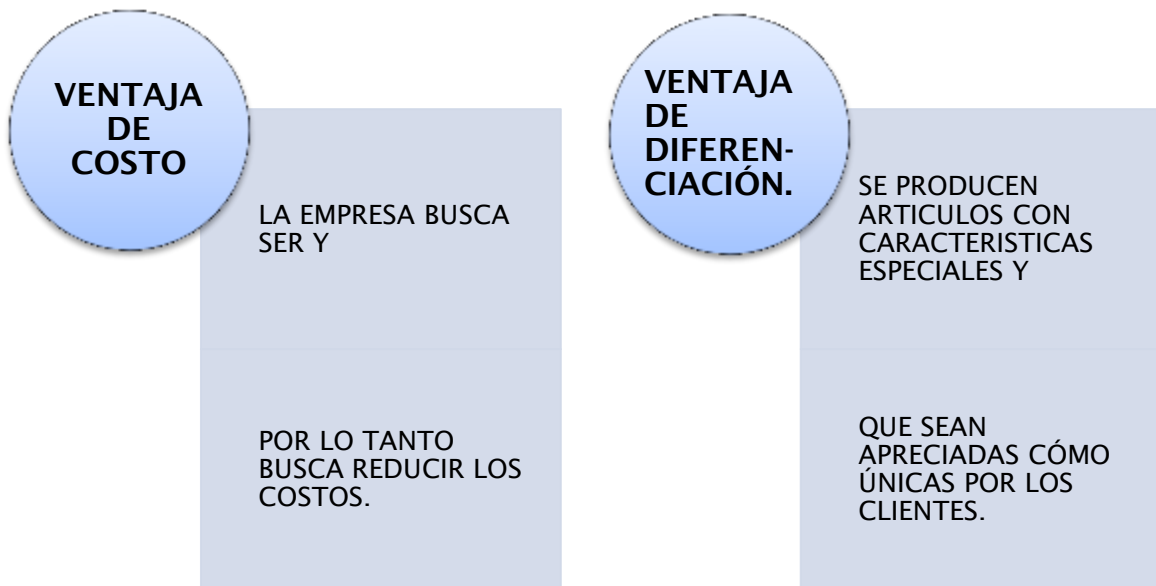 VENTAJA
DE
COSTO
LA EMPRESA BUSCA
SER Y
POR LO TANTO
BUSCA REDUCIR LOS
COSTOS.
VENTAJA
DE
DIFEREN-
CIACIÓN.
SE PRODUCEN
ARTICULOS CON
CARACTERISTICAS
ESPECIALES Y
QUE SEAN
APRECIADAS CÓMO
ÚNICAS POR LOS
CLIENTES.